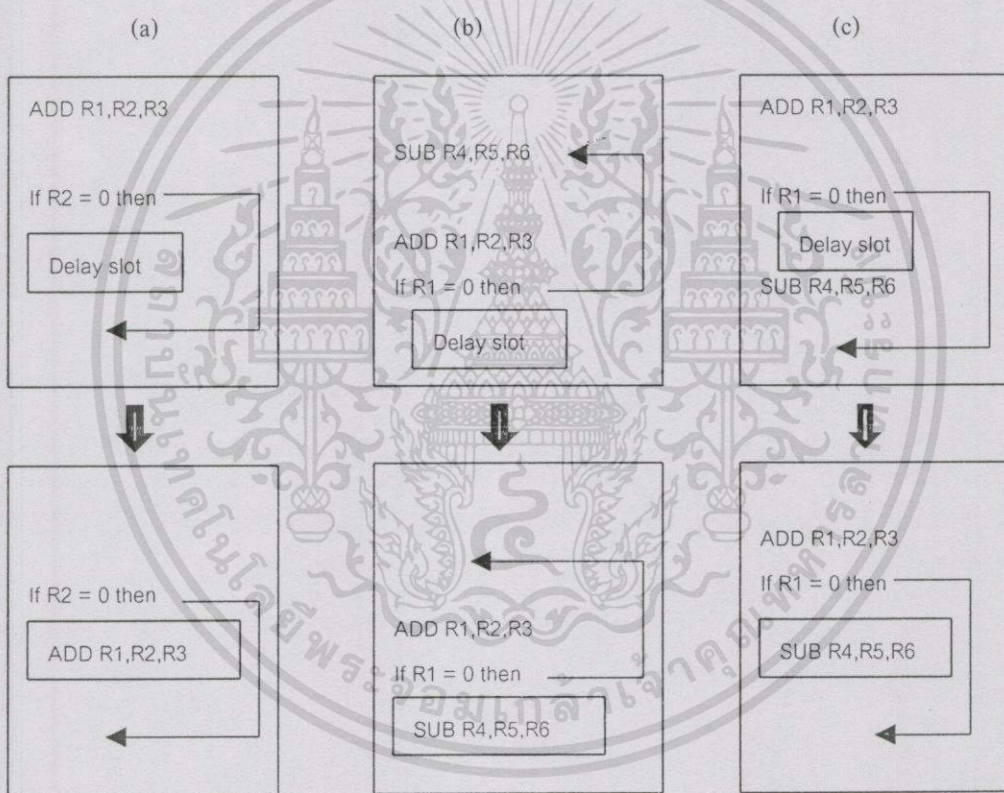 (a)
ADD R1,R2,R3
If R2 = 0 then
Delay slot
(b)
SUB R4,R5,R6
ADD R1,R2,R3
If R1 = 0 then
Delay slot
(c)
ADD R1,R2,R3
If R1 = 0 then
Delay slot
SUB R4,R5,R6
If R2 = 0 then
ADD R1,R2,R3
ADD R1,R2,R3
If R1 = 0 then
SUB R4,R5,R6
ADD R1,R2,R3
If R1 = 0 then
SUB R4,R5,R6